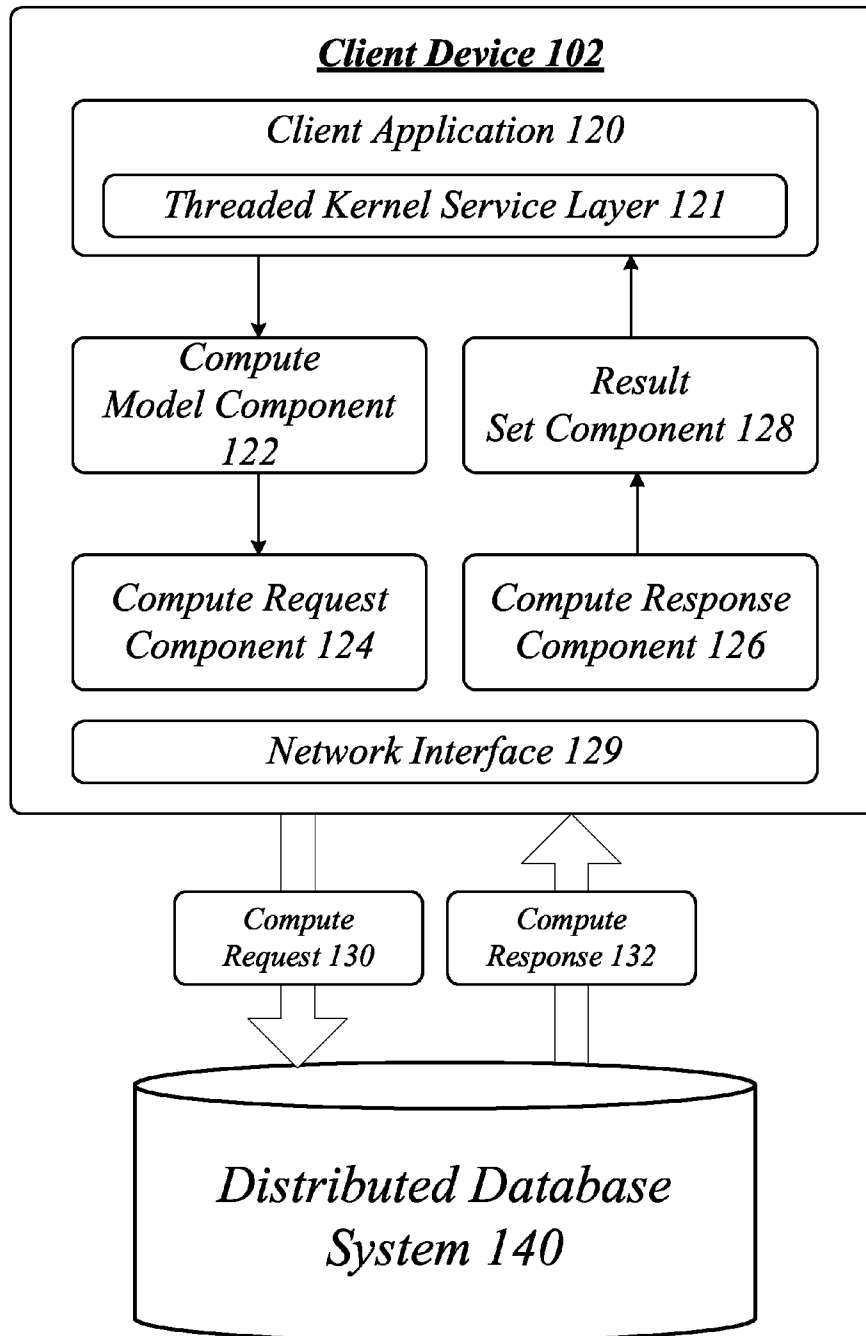 Client Device 102
Client Application 120
Threaded Kernel Service Layer 121
Compute
Model Component
122
Result
Set Component 128
Compute Request
Component 124
Compute Response
Component 126
Network Interface 129
Compute
Request 130
Compute
Response 132
Distributed Database
System 140